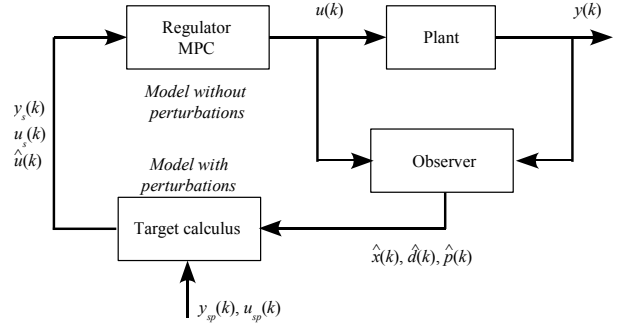 Regulator
MPC
u(k)
Plant
y(k)
Model without
perturbations
y_s(k)
u_s(k)
û(k)
Observer
Model with
perturbations
Target calculus
x̂(k), d̂(k), p̂(k)
y_sp(k), u_sp(k)